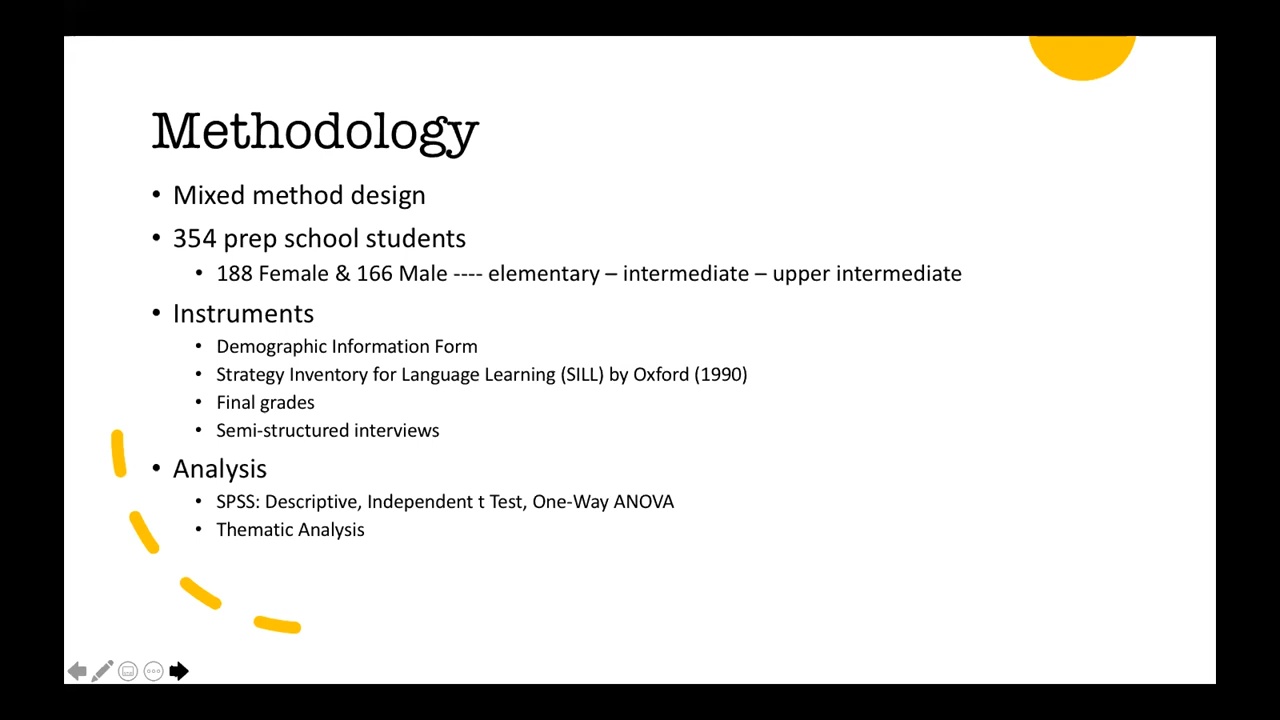 Methodology
• Mixed method design
• 354 prep school students
• 188 Female & 166 Male ---- elementary – intermediate – upper intermediate
• Instruments
• Demographic Information Form
• Strategy Inventory for Language Learning (SILL) by Oxford (1990)
• Final grades
• Semi-structured interviews
• Analysis
• SPSS: Descriptive, Independent t Test, One-Way ANOVA
• Thematic Analysis